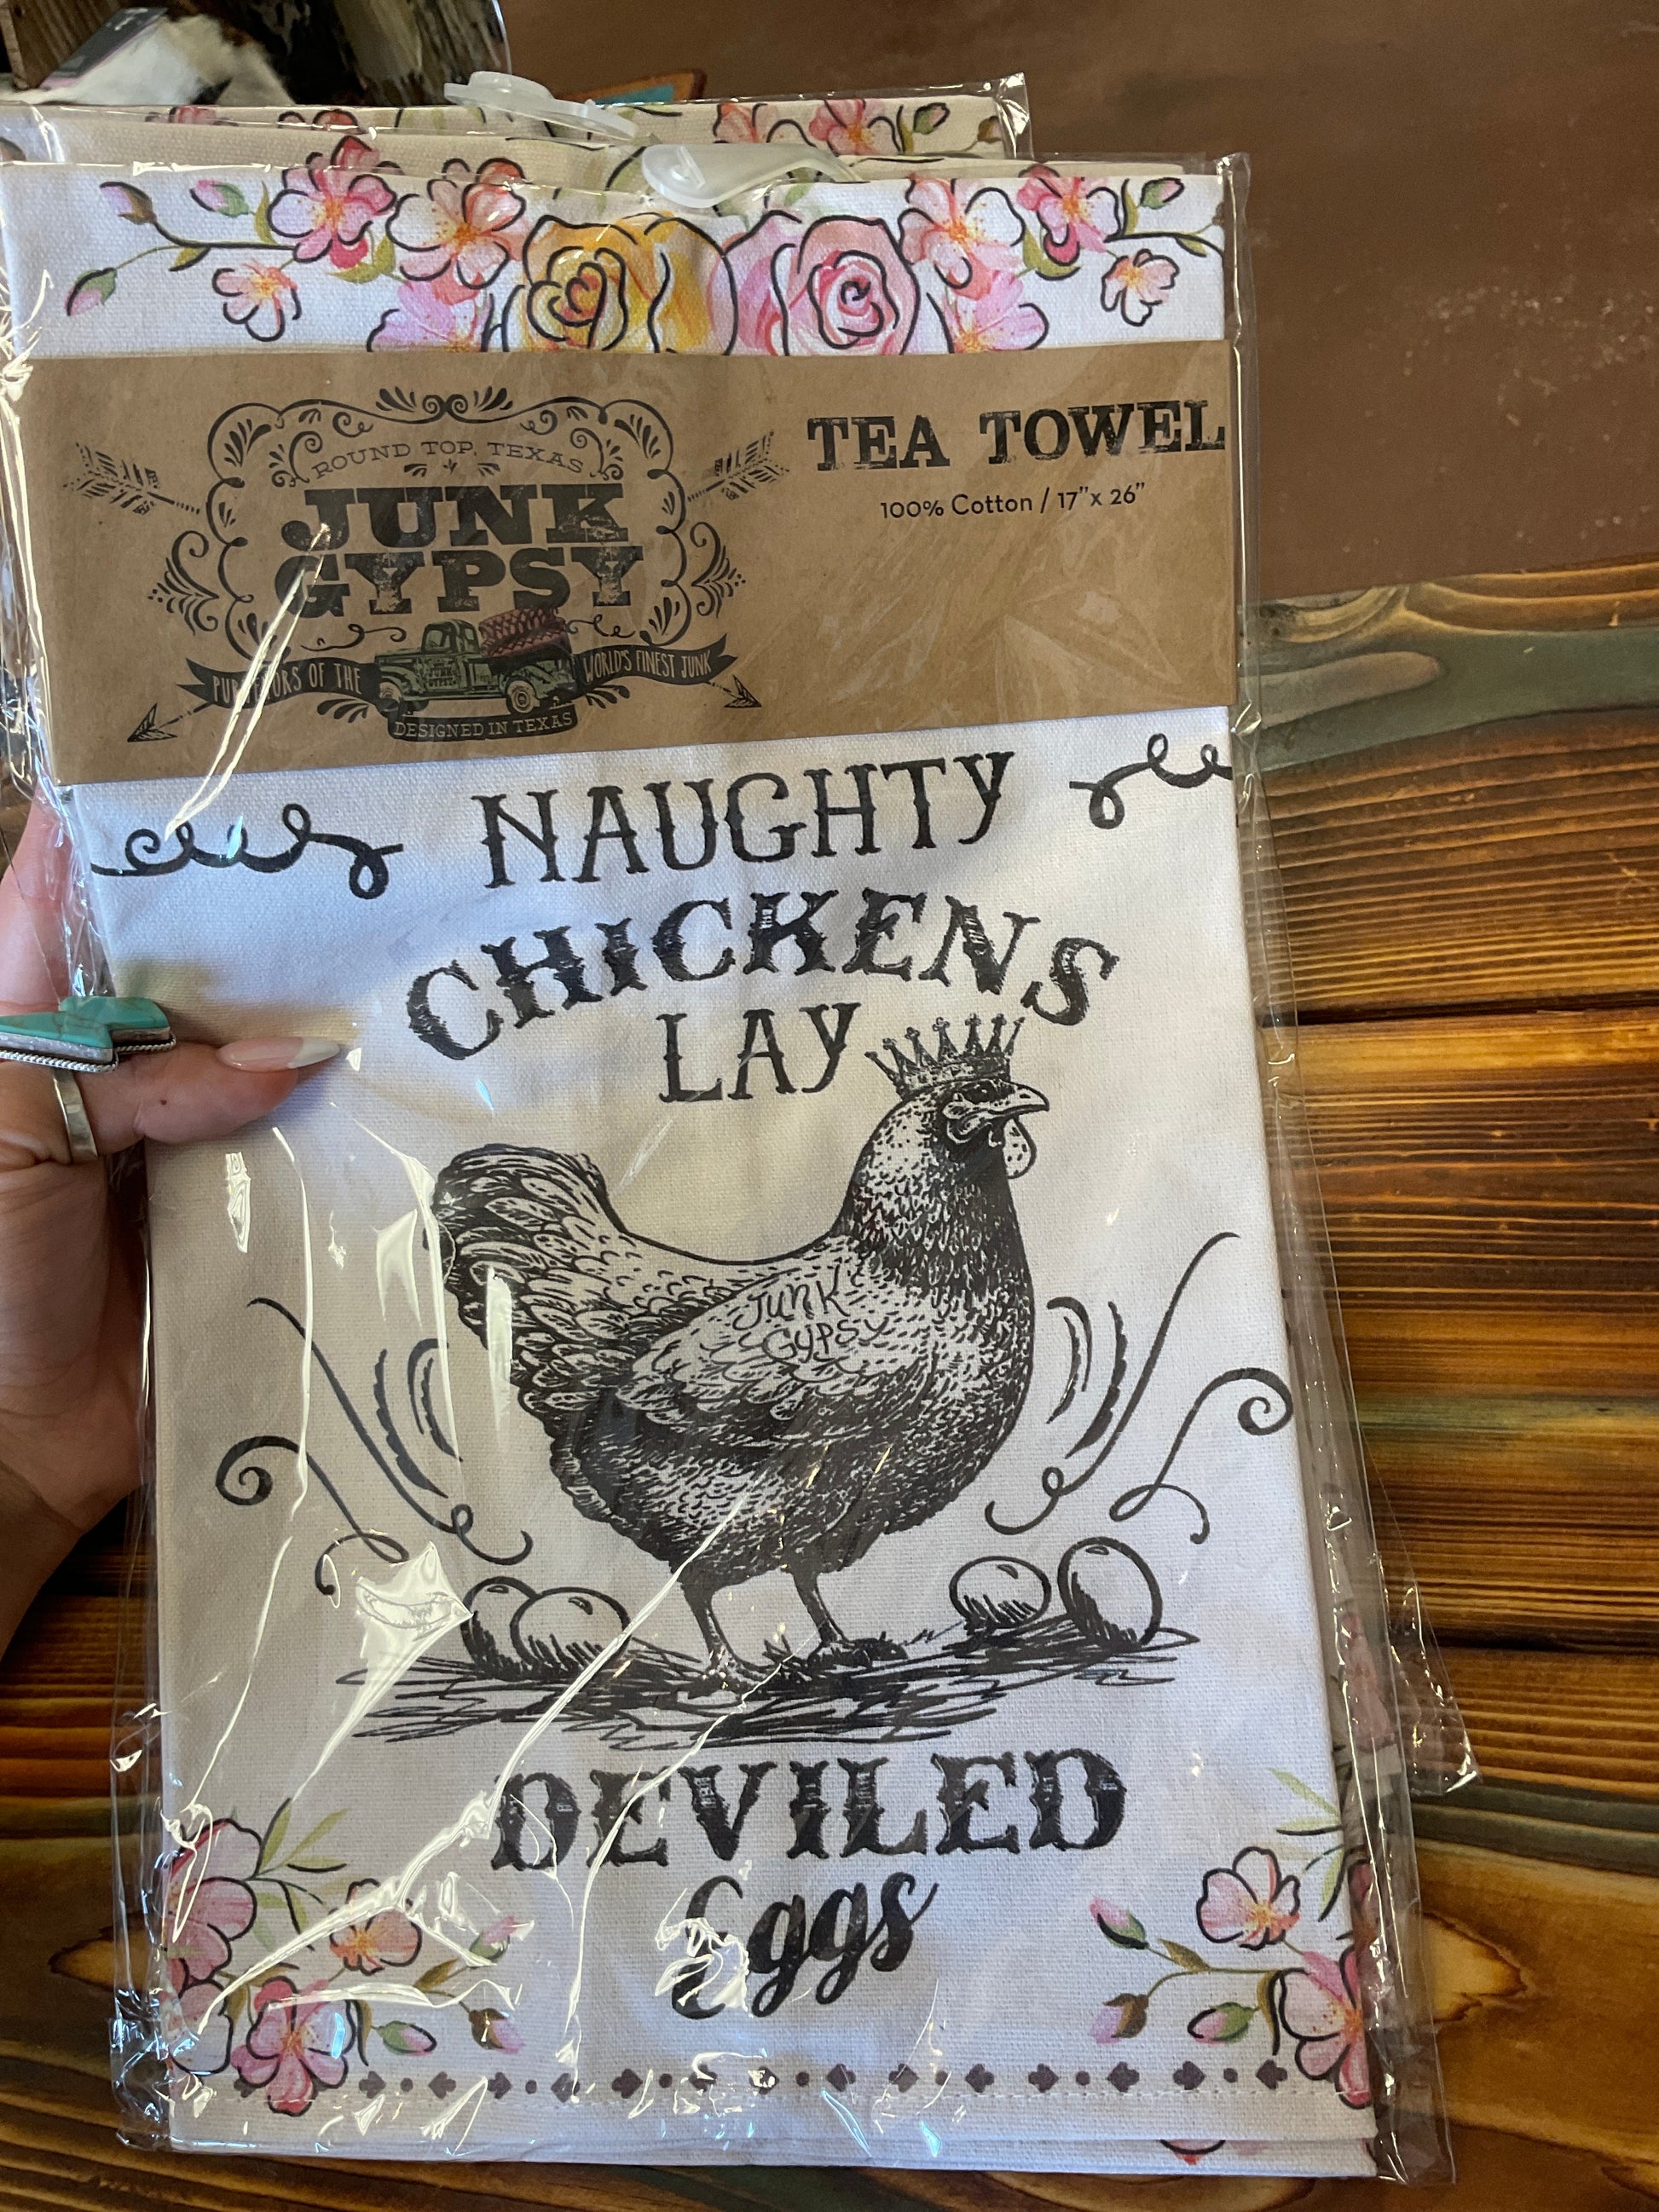 ROUND TOP, TEXAS
JUNK
GYPSY
PURVEYORS OF THE
WORLD'S FINEST JUNK
DESIGNED IN TEXAS
TEA TOWEL
100% Cotton / 17”x 26”
NAUGHTY
CHICKENS
LAY
JUNK
GYPSY
DEVILED
Eggs